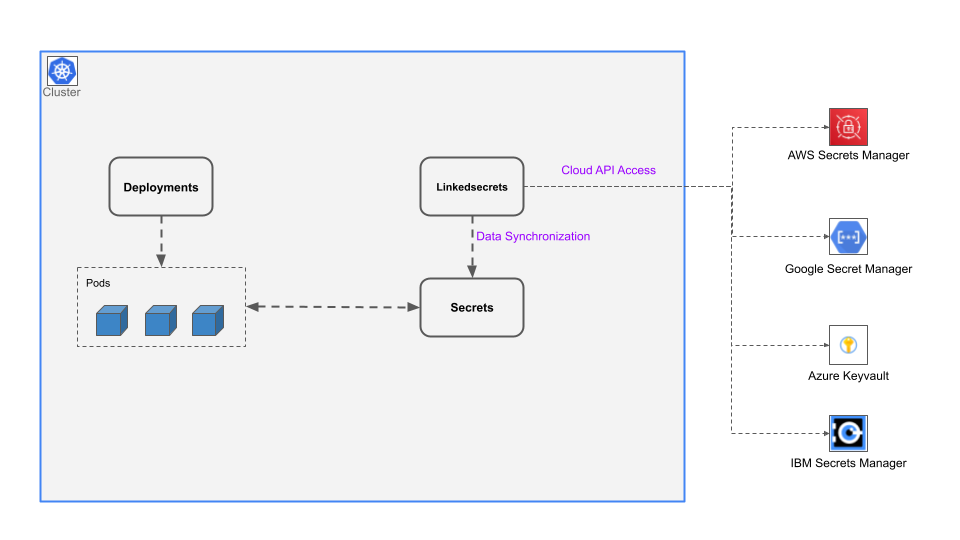 Cluster
Deployments
Linkedsecrets
Cloud API Access
Data Synchronization
Pods
Secrets
AWS Secrets Manager
Google Secret Manager
Azure Keyvault
IBM Secrets Manager